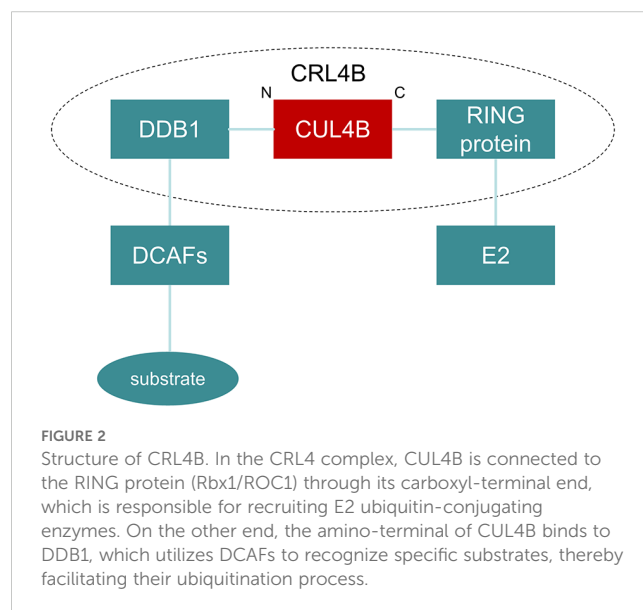 CRL4B
N
C
DDB1
CUL4B
RING
protein
DCAFs
E2
substrate
FIGURE 2
Structure of CRL4B. In the CRL4 complex, CUL4B is connected to
the RING protein (Rbx1/ROC1) through its carboxyl-terminal end,
which is responsible for recruiting E2 ubiquitin-conjugating
enzymes. On the other end, the amino-terminal of CUL4B binds to
DDB1, which utilizes DCAFs to recognize specific substrates, thereby
facilitating their ubiquitination process.